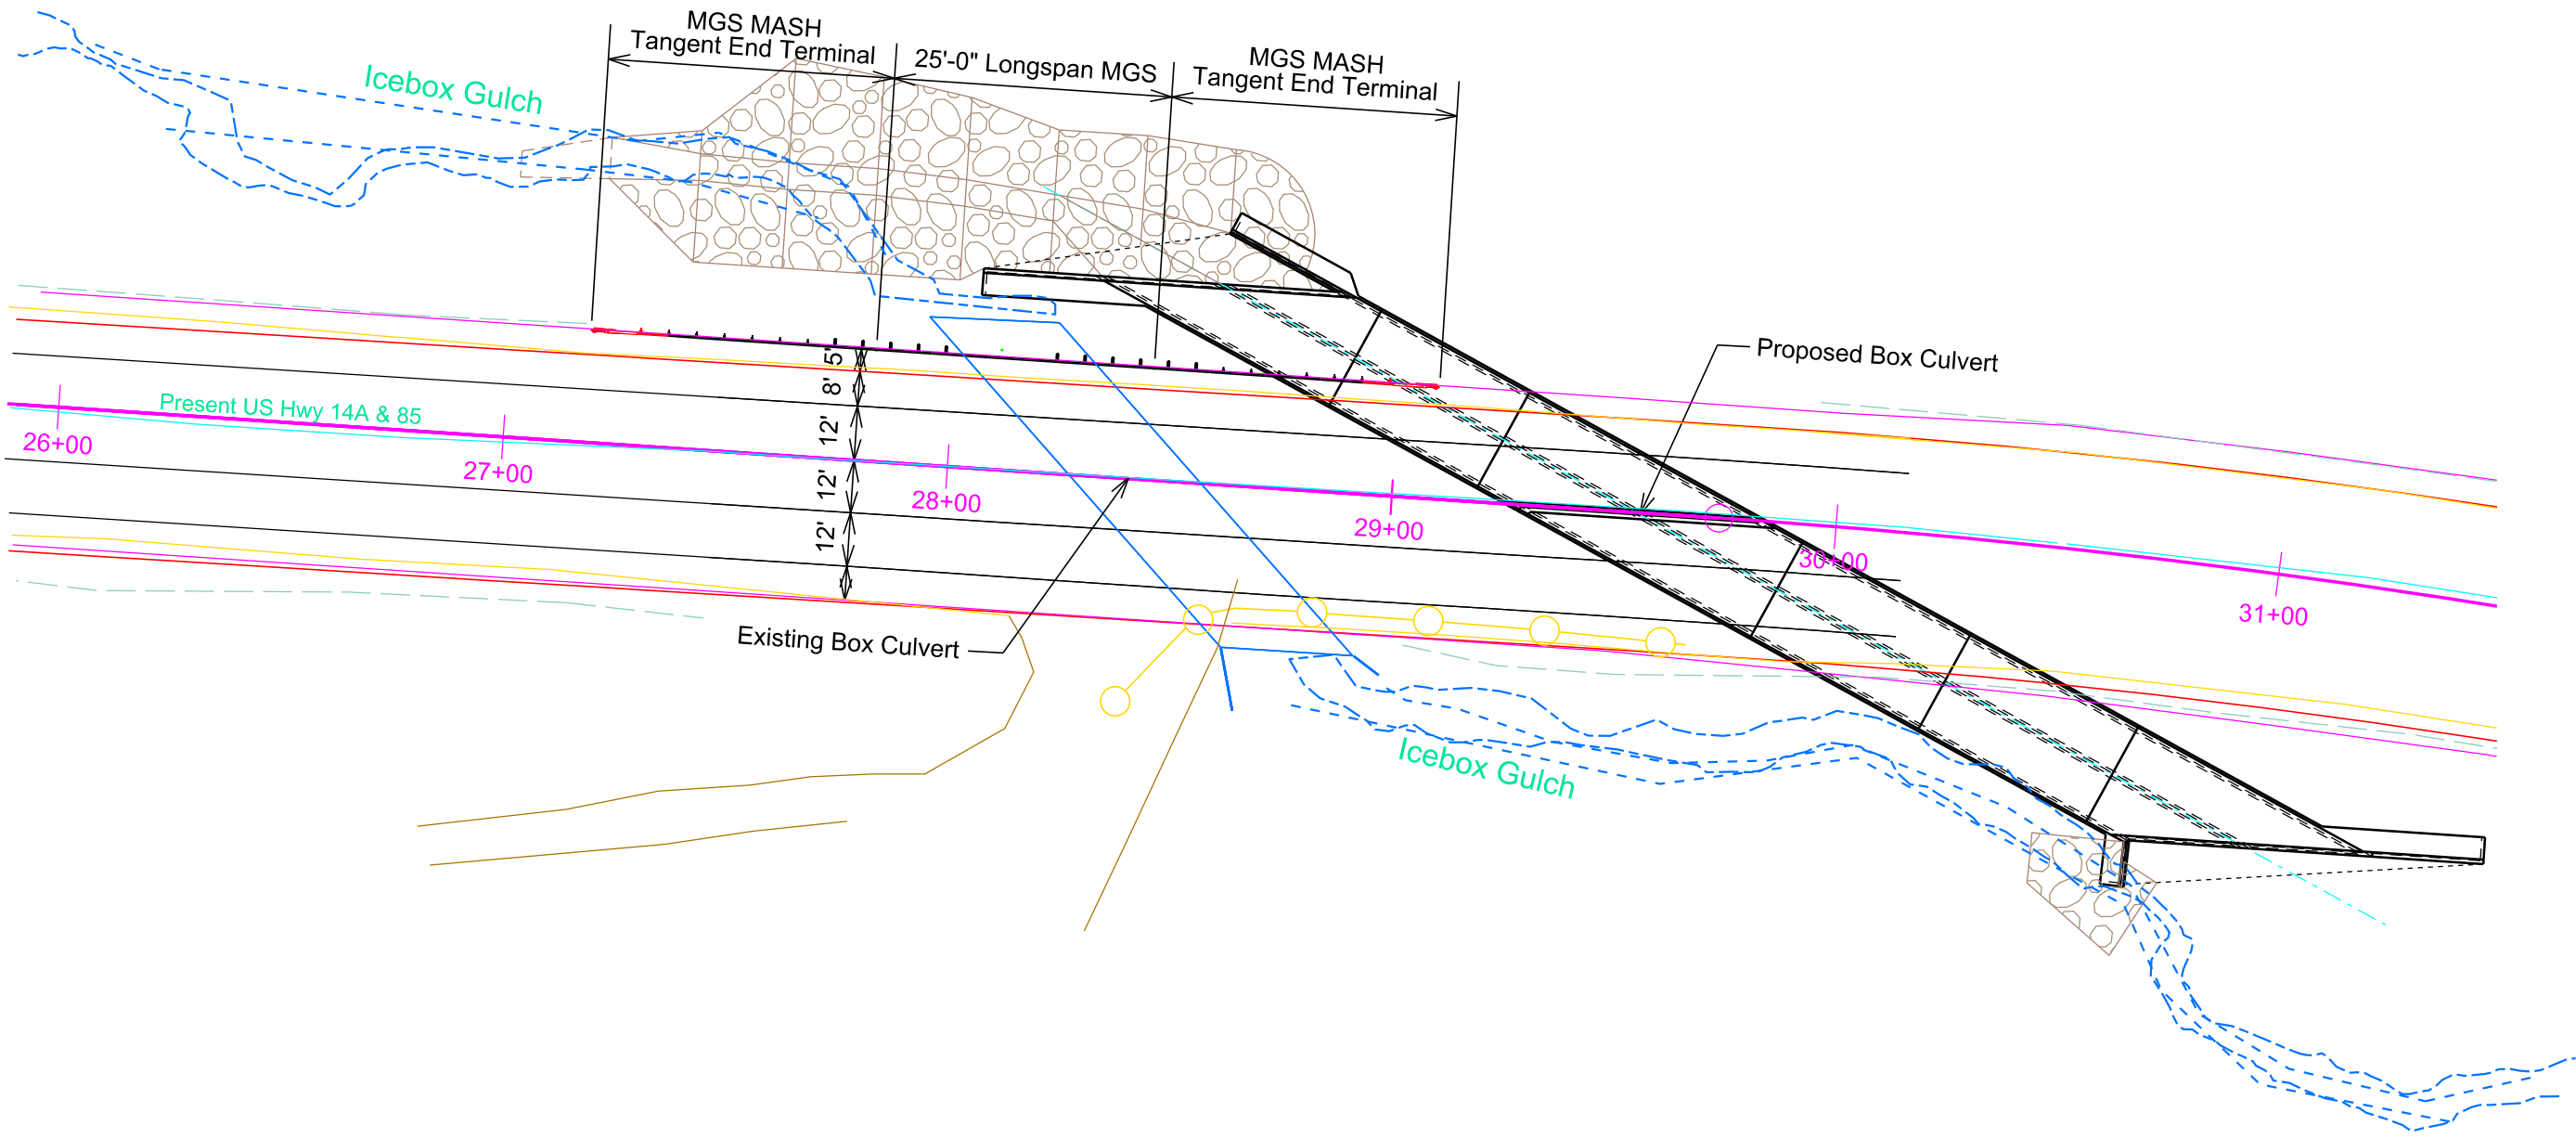 MGS MASH
Tangent End Terminal
25'-0" Longspan MGS
MGS MASH
Tangent End Terminal
Icebox Gulch
Proposed Box Culvert
5'
8'
12'
12'
12'
Present US Hwy 14A & 85
26+00
27+00
28+00
29+00
30+00
31+00
Existing Box Culvert
Icebox Gulch